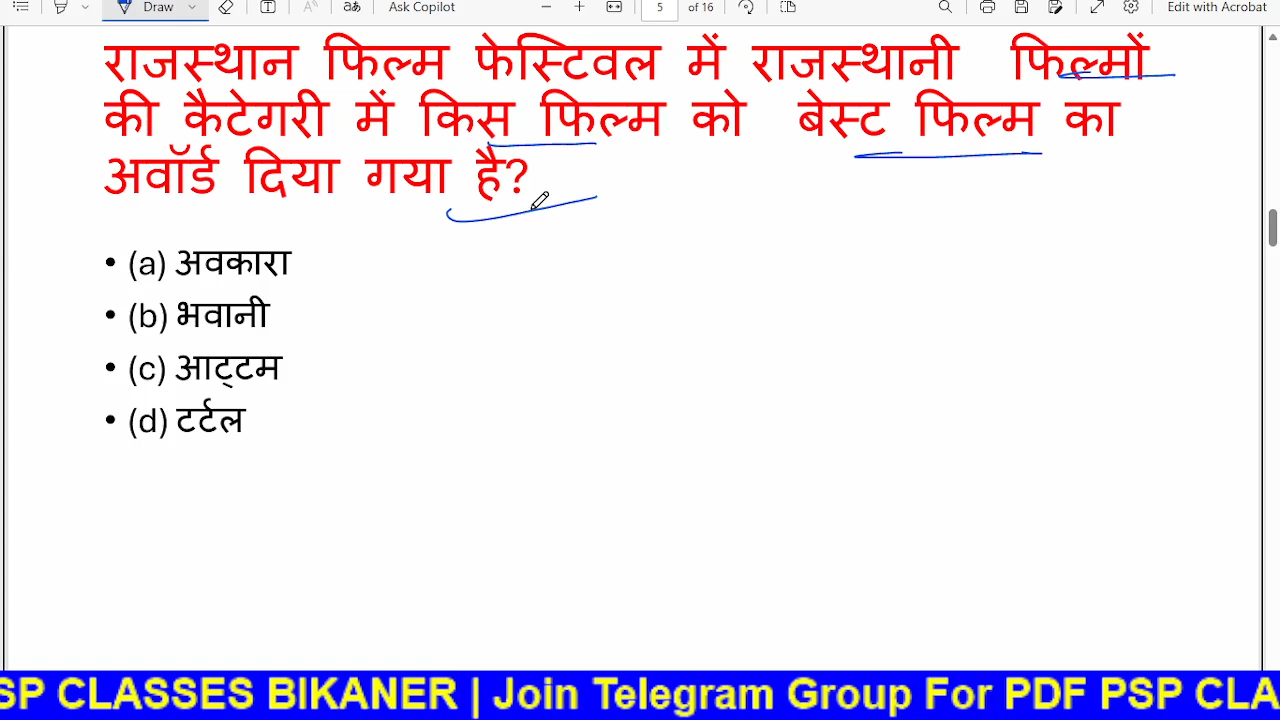 Draw
Ask Copilot
5 of 16
Edit with Acrobat
राजस्थान फिल्म फेस्टिवल में राजस्थानी फिल्मों
की कैटेगरी में किस फिल्म को बेस्ट फिल्म का
अवॉर्ड दिया गया है?
• (a) अवकारा
• (b) भवानी
• (c) आट्टम
• (d) टर्टल
SP CLASSES BIKANER | Join Telegram Group For PDF PSP CLA